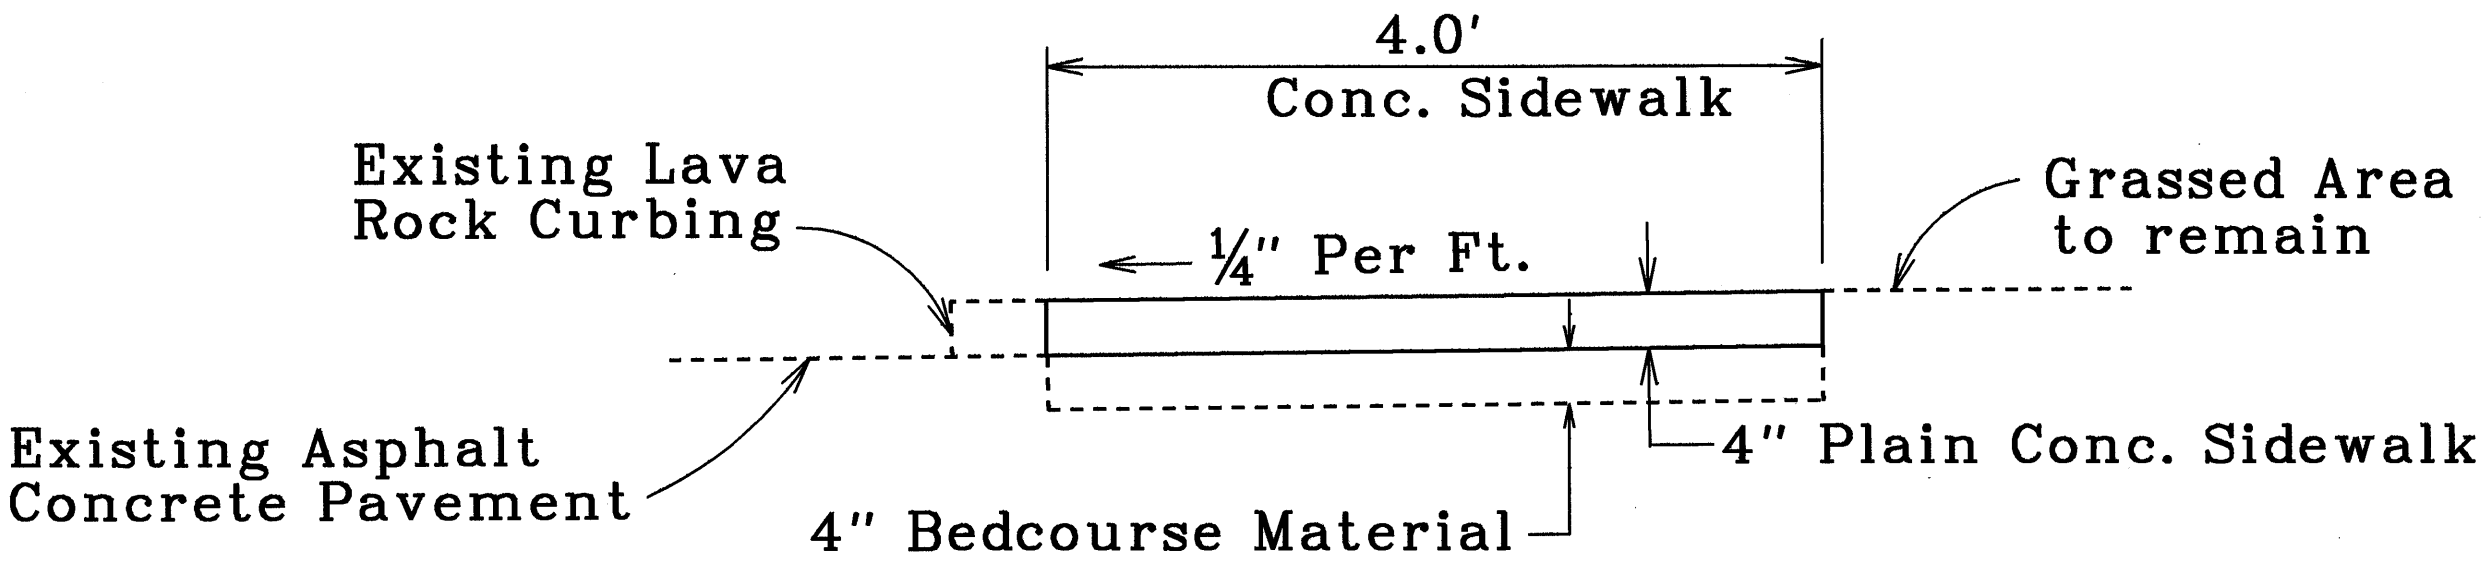 4.0'
Conc. Sidewalk
Existing Lava
Rock Curbing
Grassed Area
to remain
1/4" Per Ft.
Existing Asphalt
Concrete Pavement
4" Plain Conc. Sidewalk
4" Bedcourse Material